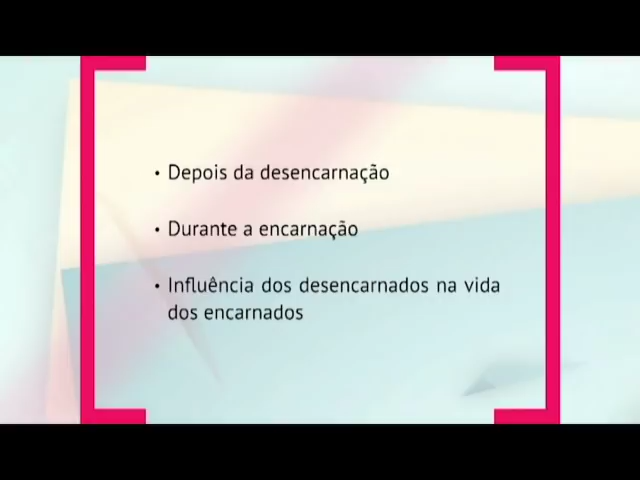 • Depois da desencarnação
• Durante a encarnação
• Influência dos desencarnados na vida
dos encarnados